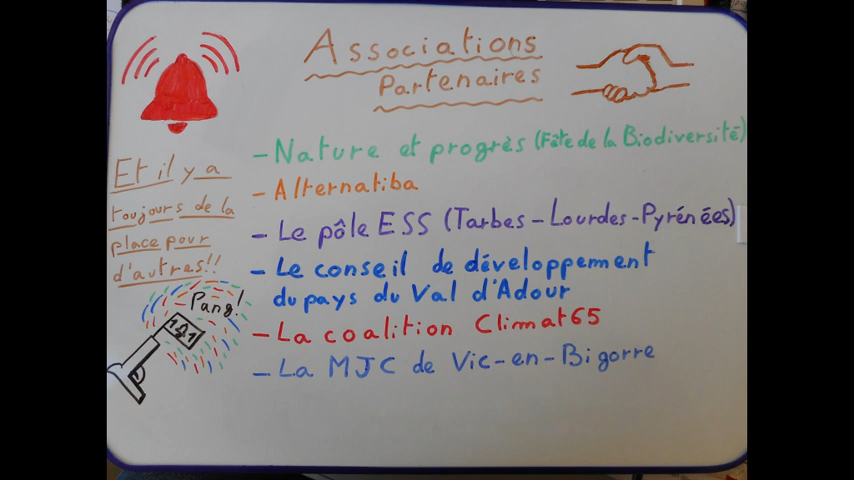 Associations
Partenaires
- Nature et progrès (Fête de la Biodiversité)
- Alternatiba
- Le pôle ESS (Tarbes-Lourdes-Pyrénées)
- Le conseil de développement
du pays du Val d'Adour
- La coalition Climat65
- La MJC de Vic-en-Bigorre
Et il y a
toujours de la
place pour
d'autres!!
Pang!